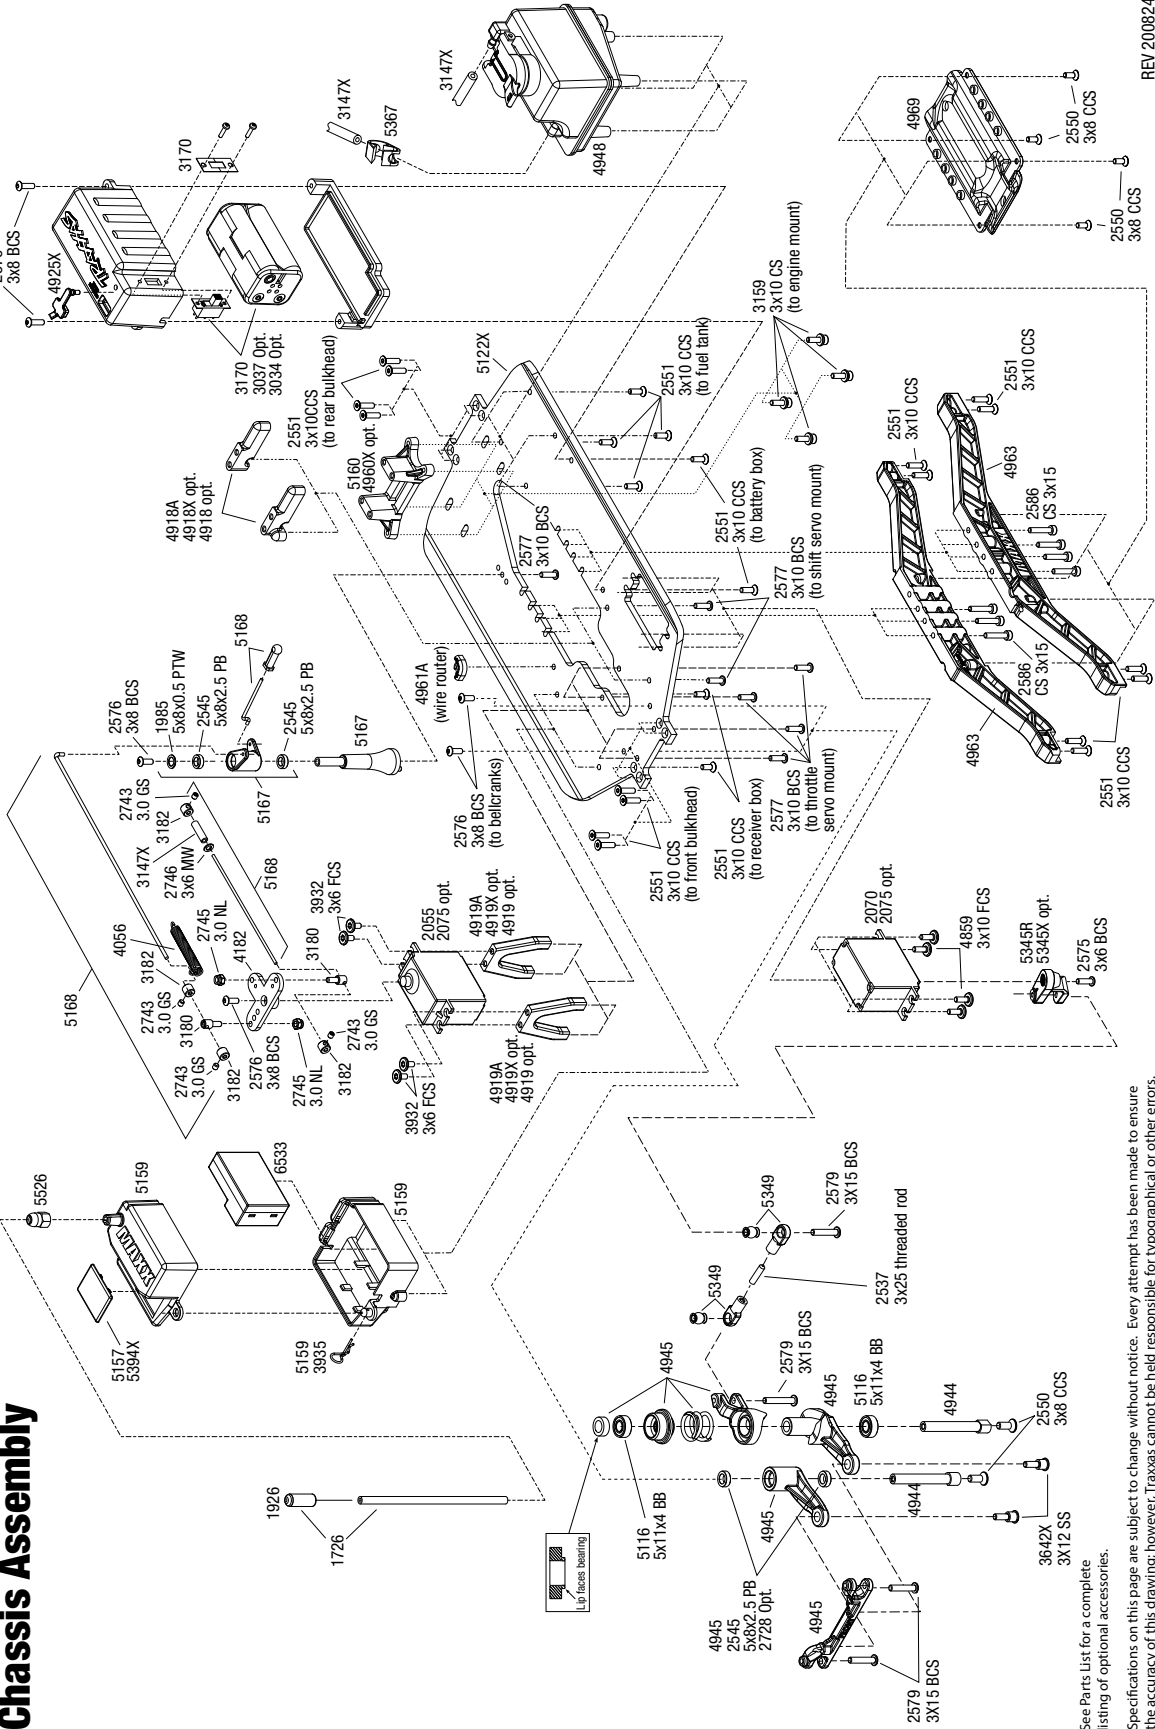 Chassis Assembly
3x8 BCS
4925X
TRAXXAS
3170
3147X
5367
3147X
4948
3170
3037 Opt.
3034 Opt.
4918A
4918X opt.
4918 opt.
2551
3x10CCS
(to rear bulkhead)
5160
4960X opt.
5122X
2577
3x10 BCS
2551
3x10 CCS
(to fuel tank)
3159
3x10 CS
(to engine mount)
4969
2550
3x8 CCS
2550
3x8 CCS
REV 200824
2551
3x10 CCS
2551
3x10 CCS
4963
2586
CS 3x15
2586
CS 3x15
4963
2551
3x10 CCS
2551
3x10 CCS
(to battery box)
2577
3x10 BCS
(to shift servo mount)
4961A
(wire router)
2576
3x8 BCS
(to bellcranks)
2551
3x10 CCS
(to front bulkhead)
2551
3x10 CCS
(to receiver box)
2577
3x10 BCS
(to throttle
servo mount)
5168
2576
3x8 BCS
1985
5x8x0.5 PTW
2545
5x8x2.5 PB
5168
2545
5x8x2.5 PB
5167
5167
2743
3.0 GS
3182
3147X
2746
3x6 MW
5168
4056
2745
3.0 NL
4182
3182
2743
3.0 GS
3180
2743
3.0 GS
3182
2576
3x8 BCS
2745
3.0 NL
3182
2743
3.0 GS
3180
3932
3x6 FCS
2055
2075 opt.
4919A
4919X opt.
4919 opt.
4919A
4919X opt.
4919 opt.
3932
3x6 FCS
2070
2075 opt.
4859
3x10 FCS
5345R
5345X opt.
2575
3x6 BCS
5526
5159
MAXX
5157
5394X
6533
5159
5159
3935
1926
1726
Lip faces bearing
5116
5x11x4 BB
4945
5349
5349
2579
3X15 BCS
2537
3x25 threaded rod
2579
3X15 BCS
4945
5116
5x11x4 BB
4944
2550
3x8 CCS
4944
4945
3642X
3X12 SS
4945
2545
5x8x2.5 PB
2728 Opt.
4945
2579
3X15 BCS
See Parts List for a complete
listing of optional accessories.
Specifications on this page are subject to change without notice. Every attempt has been made to ensure
the accuracy of this drawing; however, Traxxas cannot be held responsible for typographical or other errors.